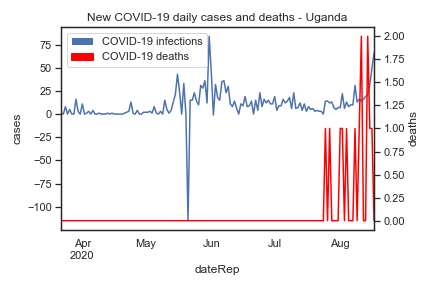 New COVID-19 daily cases and deaths - Uganda
COVID-19 infections
COVID-19 deaths
75
50
25
0
−25
−50
−75
−100
cases
2.00
1.75
1.50
1.25
1.00
0.75
0.50
0.25
0.00
deaths
Apr
2020
May
Jun
Jul
Aug
dateRep